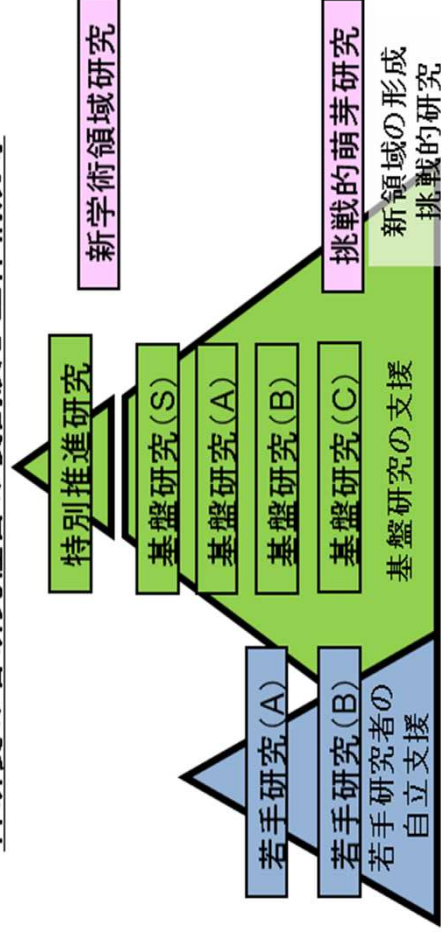 特別推進研究
新学術領域研究
基盤研究(S)
基盤研究(A)
基盤研究(B)
基盤研究(C)
若手研究(A)
若手研究(B)
若手研究者の
自立支援
基盤研究の支援
挑戦的萌芽研究
新領域の形成
挑戦的研究